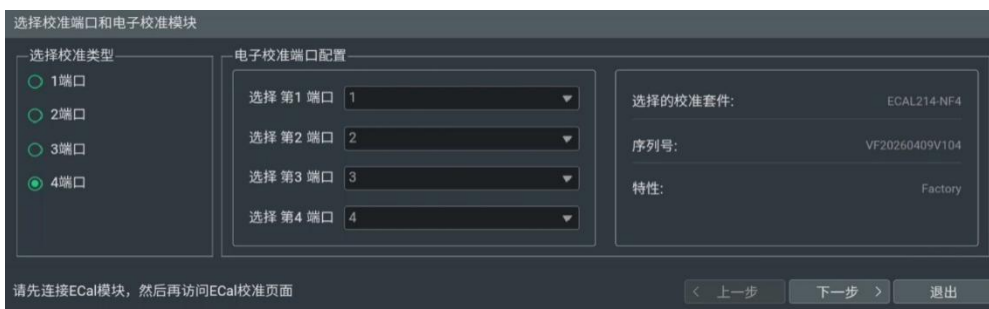 选择校准端口和电子校准模块
选择校准类型
1端口
2端口
3端口
4端口
电子校准端口配置
选择 第1 端口 1
选择 第2 端口 2
选择 第3 端口 3
选择 第4 端口 4
选择的校准套件: ECAL214-NF4
序列号: VF20260409V104
特性: Factory
请先连接ECal模块，然后再访问ECal校准页面
< 上一步
下一步 >
退出